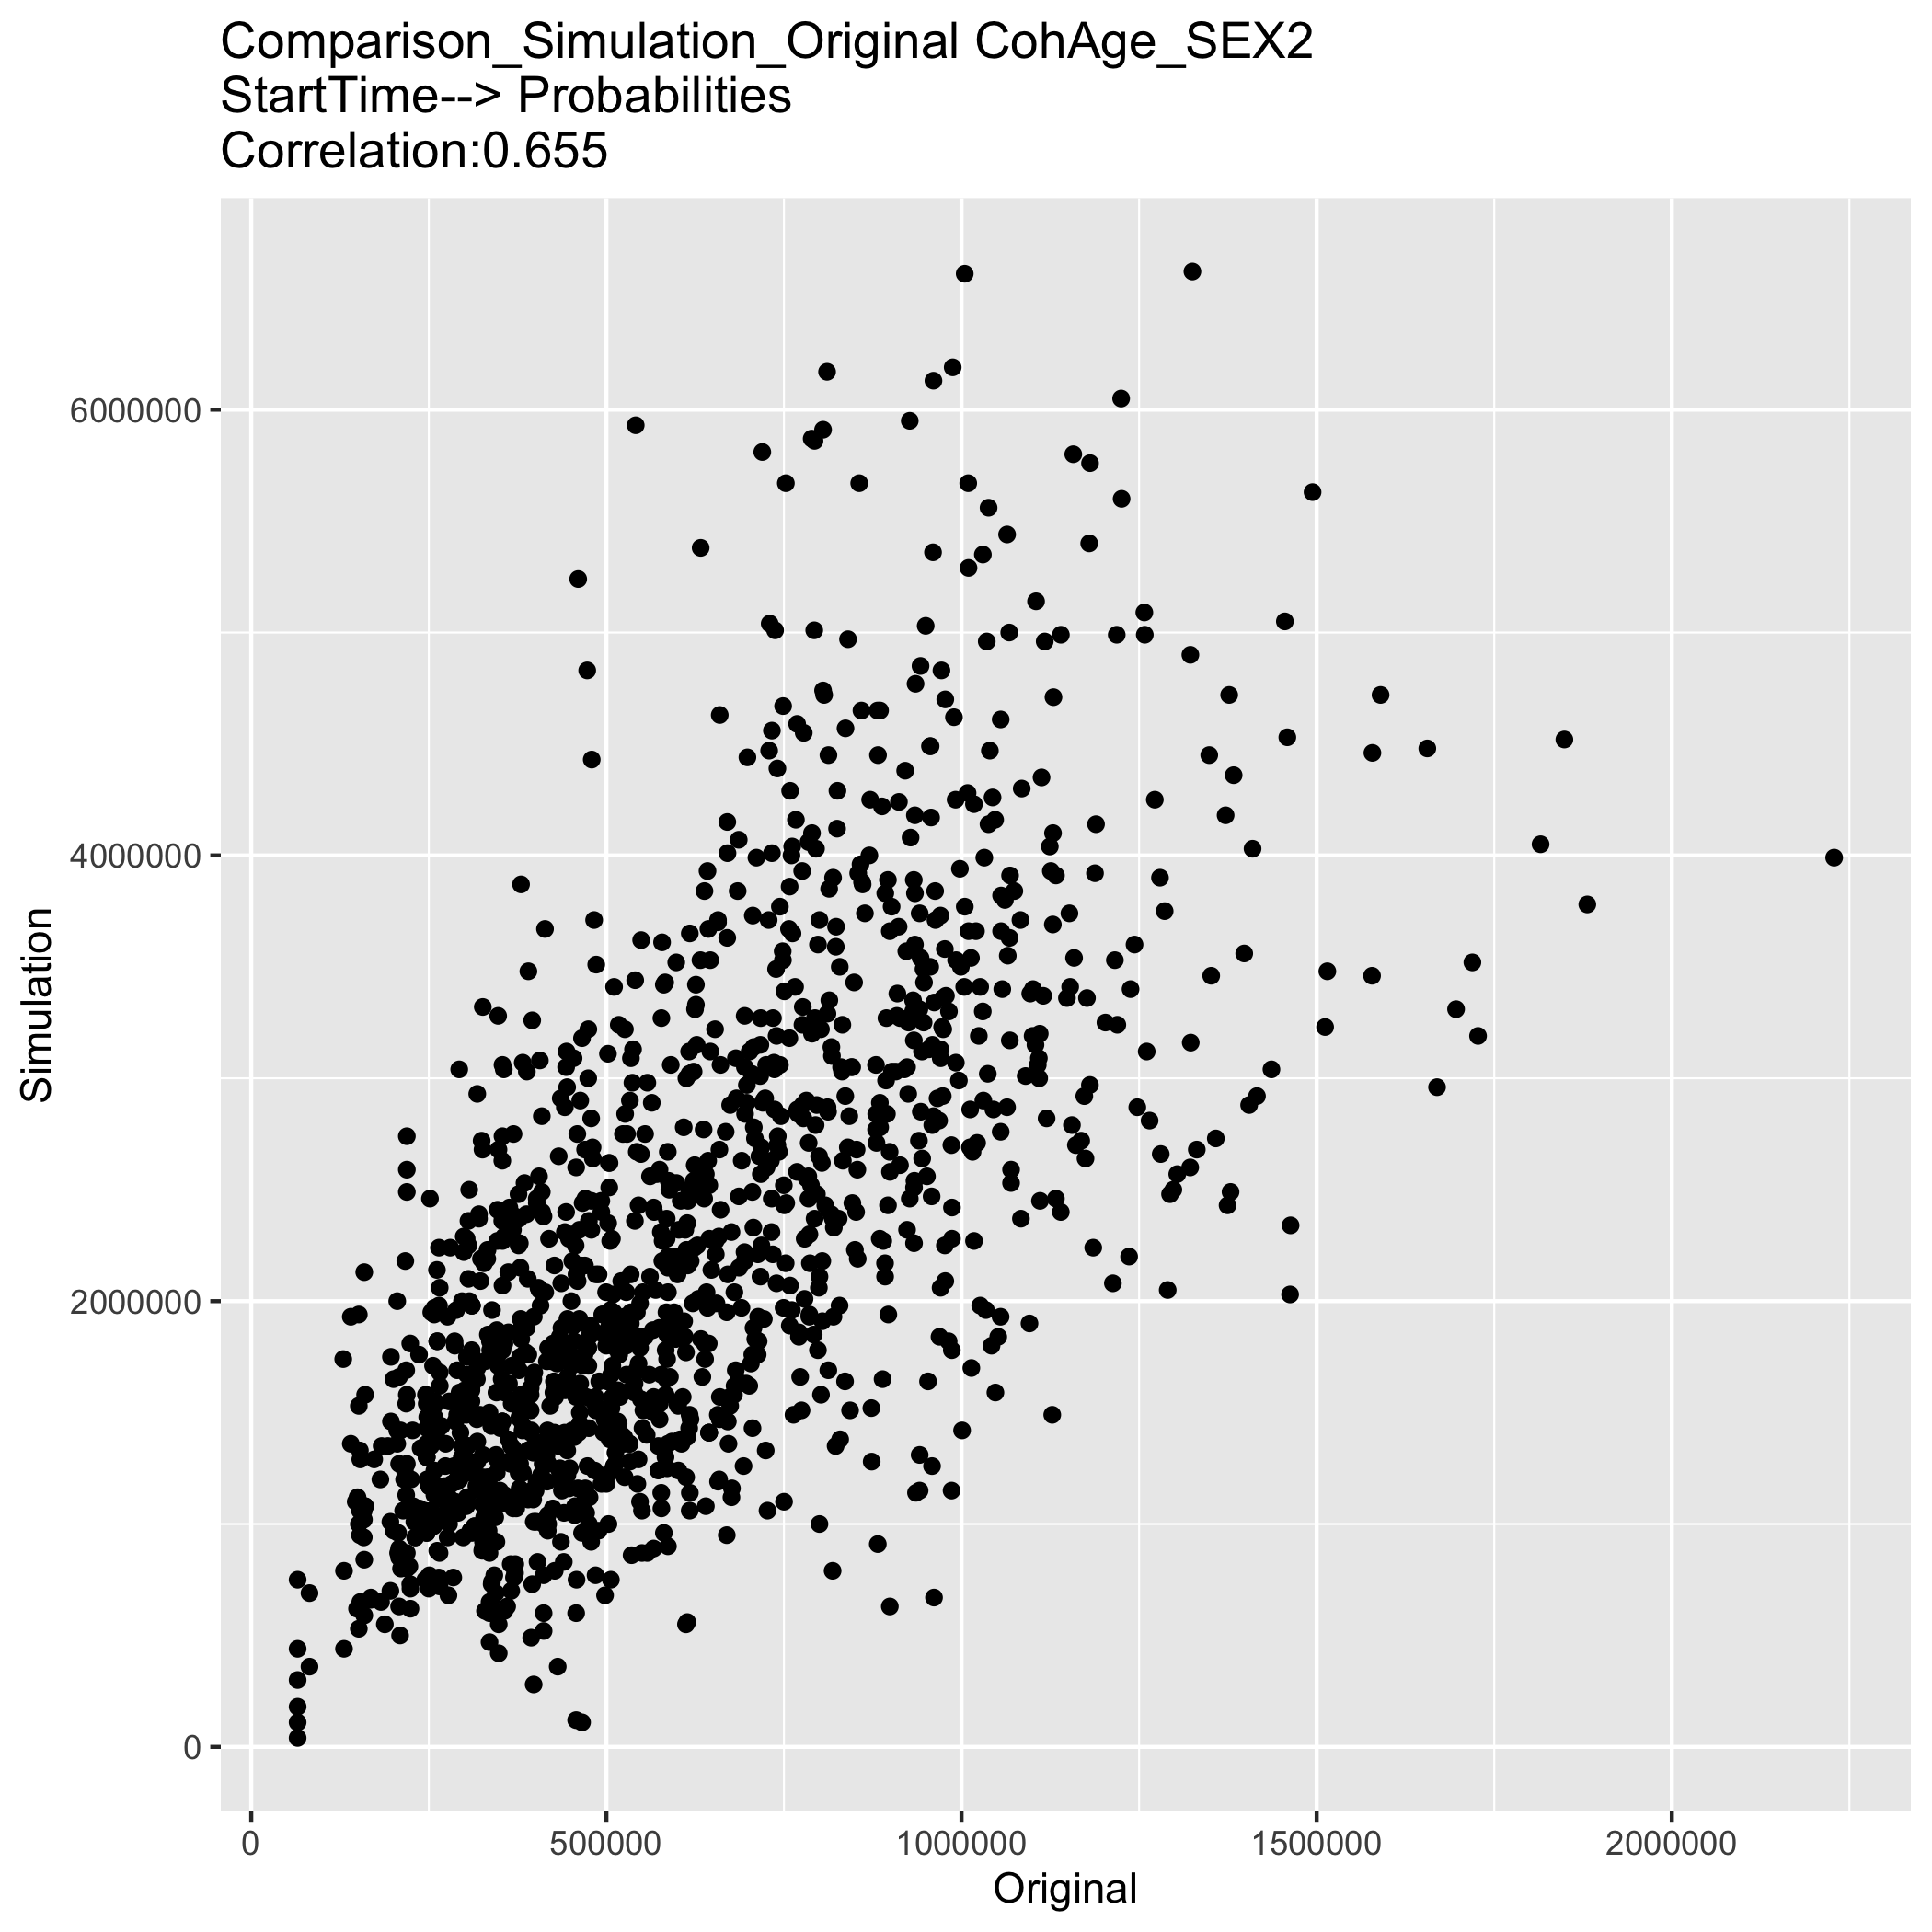 Comparison_Simulation_Original CohAge_SEX2
StartTime--> Probabilities
Correlation:0.655
6000000
4000000
2000000
0
Simulation
0
500000
1000000
1500000
2000000
Original